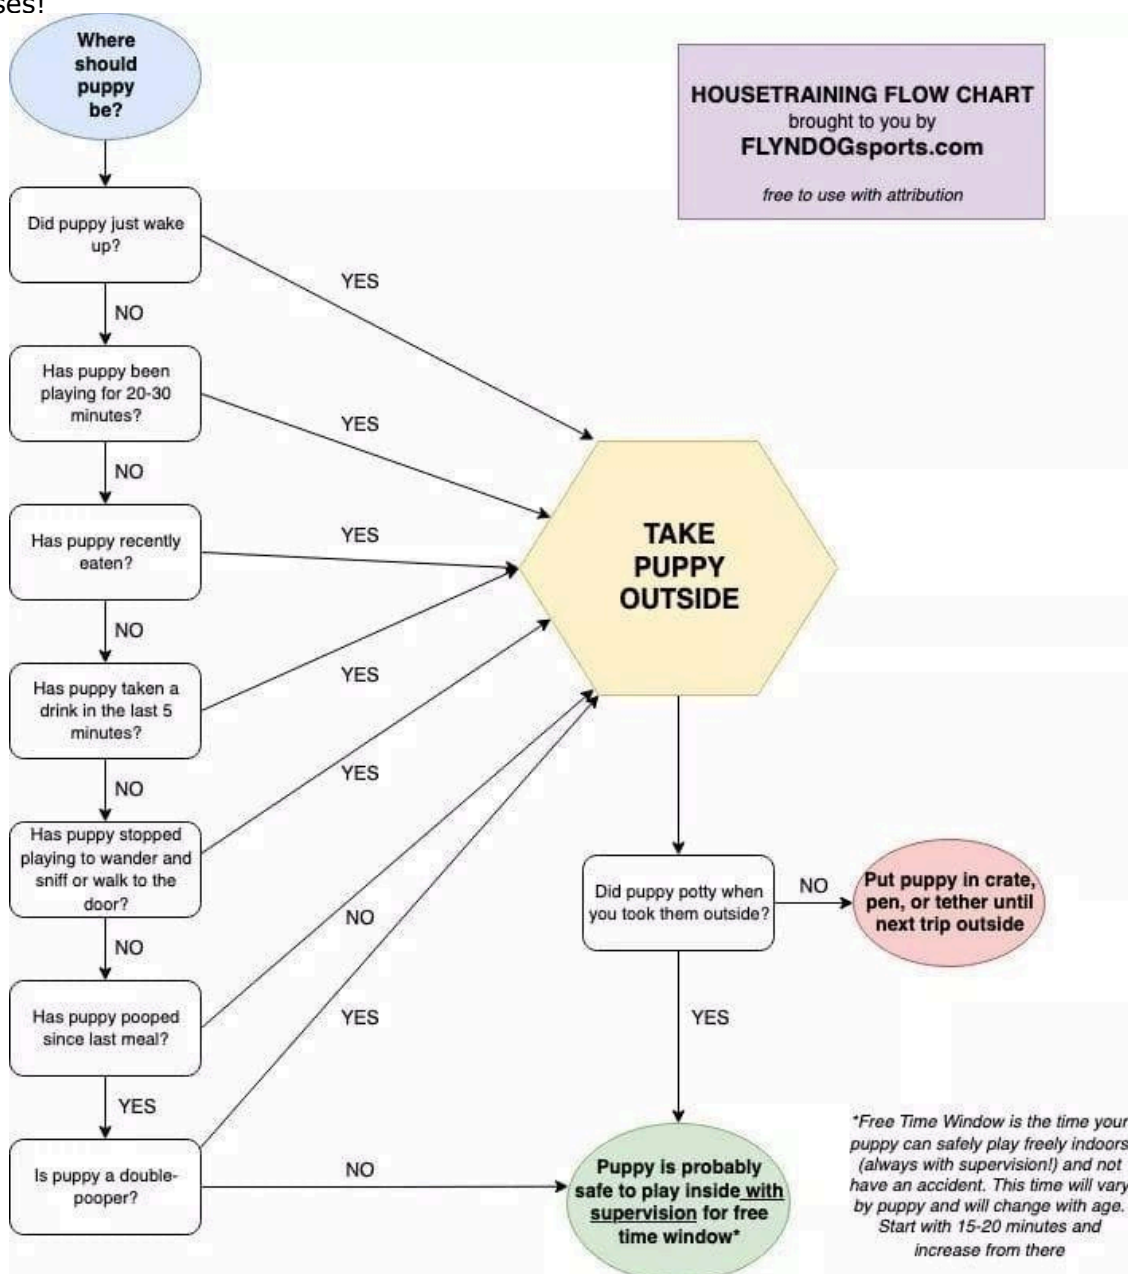 ses!
Where
should
puppy
be?
HOUSETRAINING FLOW CHART
brought to you by
FLYNDOGsports.com
free to use with attribution
Did puppy just wake
up?
YES
NO
Has puppy been
playing for 20-30
minutes?
YES
NO
Has puppy recently
eaten?
YES
TAKE
PUPPY
OUTSIDE
NO
Has puppy taken a
drink in the last 5
minutes?
YES
NO
Has puppy stopped
playing to wander and
sniff or walk to the
door?
YES
NO
Has puppy pooped
since last meal?
NO
YES
Is puppy a double-
pooper?
YES
NO
Did puppy potty when
you took them outside?
NO
Put puppy in crate,
pen, or tether until
next trip outside
YES
Puppy is probably
safe to play inside with
supervision for free
time window*
*Free Time Window is the time your
puppy can safely play freely indoors
(always with supervision!) and not
have an accident. This time will vary
by puppy and will change with age.
Start with 15-20 minutes and
increase from there